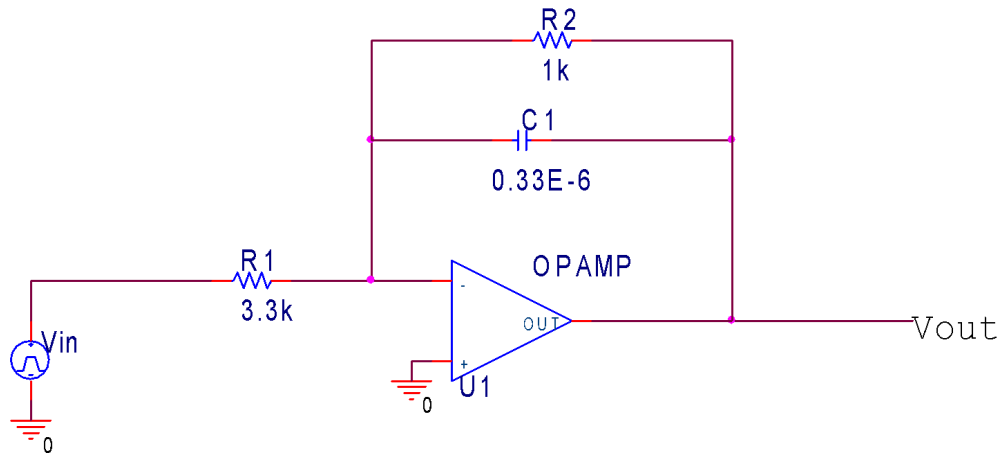 R2
1k
C1
0.33E-6
R1
3.3k
OPAMP
-
OUT
+
U1
Vin
+
-
Vout
0
0